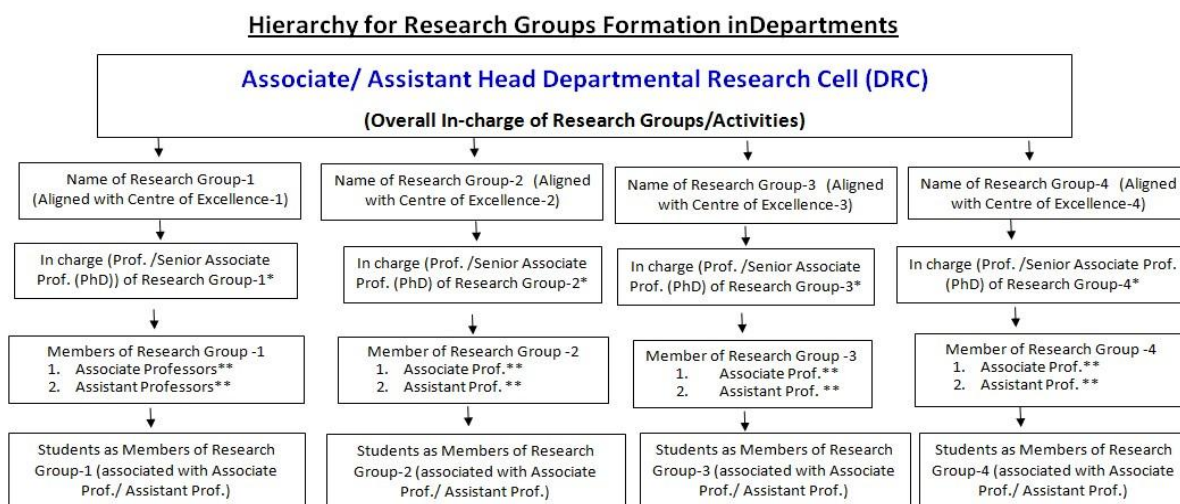 Hierarchy for Research Groups Formation inDepartments
Associate/ Assistant Head Departmental Research Cell (DRC)
(Overall In-charge of Research Groups/Activities)
Name of Research Group-1
(Aligned with Centre of Excellence-1)
Name of Research Group-2 (Aligned
with Centre of Excellence-2)
Name of Research Group-3 (Aligned
with Centre of Excellence-3)
Name of Research Group-4 (Aligned
with Centre of Excellence-4)
In charge (Prof. /Senior Associate
Prof. (PhD)) of Research Group-1*
In charge (Prof. /Senior Associate
Prof. (PhD) of Research Group-2*
In charge (Prof. /Senior Associate
Prof. (PhD) of Research Group-3*
In charge (Prof. /Senior Associate Prof.
(PhD) of Research Group-4*
Members of Research Group -1
1. Associate Professors**
2. Assistant Professors**
Member of Research Group -2
1. Associate Prof.**
2. Assistant Prof. **
Member of Research Group -3
1. Associate Prof.**
2. Assistant Prof. **
Member of Research Group -4
1. Associate Prof.**
2. Assistant Prof. **
Students as Members of Research
Group-1 (associated with Associate
Prof./ Assistant Prof.)
Students as Members of Research
Group-2 (associated with Associate
Prof./ Assistant Prof.)
Students as Members of Research
Group-3 (associated with Associate
Prof./ Assistant Prof.)
Students as Members of Research
Group-4 (associated with Associate
Prof./ Assistant Prof.)